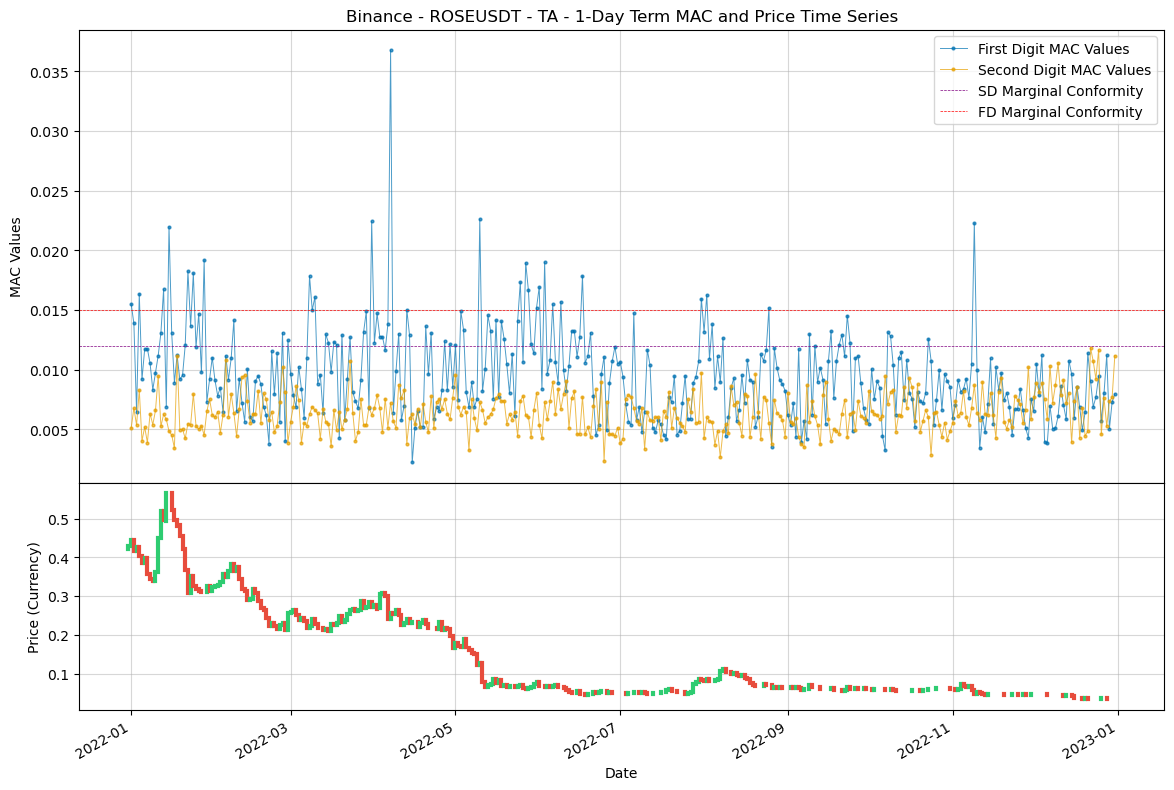 Binance - ROSEUSDT - TA - 1-Day Term MAC and Price Time Series
First Digit MAC Values
Second Digit MAC Values
SD Marginal Conformity
FD Marginal Conformity
MAC Values
0.035
0.030
0.025
0.020
0.015
0.010
0.005
Price (Currency)
0.5
0.4
0.3
0.2
0.1
2022-01
2022-03
2022-05
2022-07
2022-09
2022-11
2023-01
Date